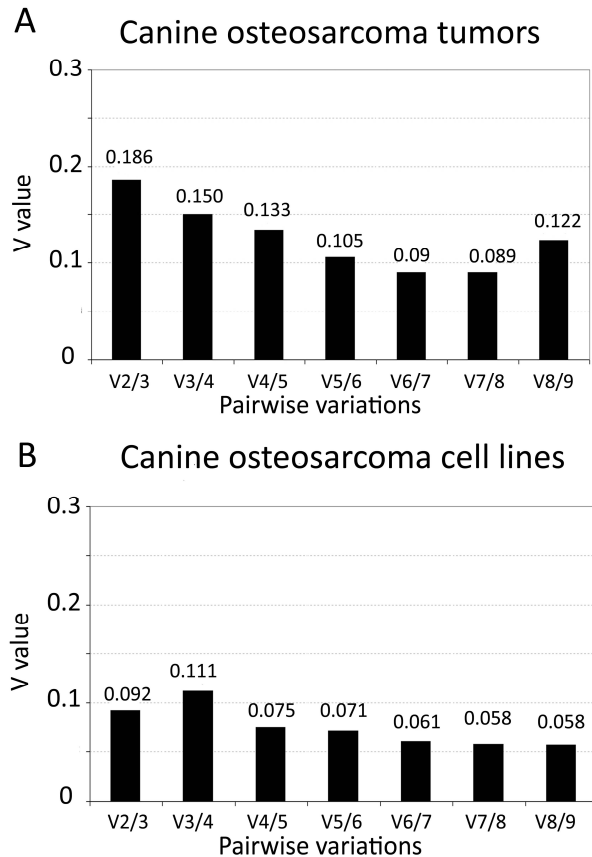 A
Canine osteosarcoma tumors
0.3
0.2
0.1
0
V value
0.186
0.150
0.133
0.105
0.09
0.089
0.122
V2/3 V3/4 V4/5 V5/6 V6/7 V7/8 V8/9
Pairwise variations
B
Canine osteosarcoma cell lines
0.3
0.2
0.1
0
V value
0.092
0.111
0.075
0.071
0.061
0.058
0.058
V2/3 V3/4 V4/5 V5/6 V6/7 V7/8 V8/9
Pairwise variations